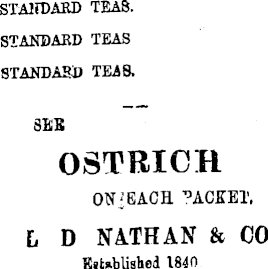 STANDARD TEAS.
STANDARD TEAS
STANDARD TEAS.
SEE
OSTRICH
ON EACH PACKET,
L D NATHAN & CO
Established 1840